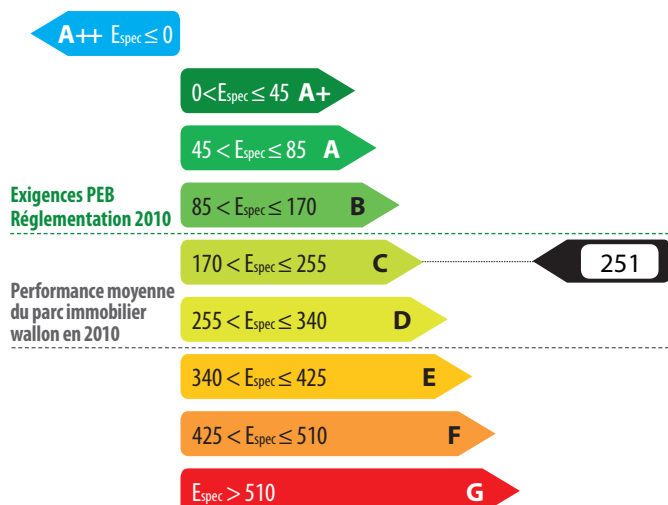 A++ Espec ≤ 0
0<Espec ≤ 45 A+
45 < Espec ≤ 85 A
Exigences PEB
Réglementation 2010
85 < Espec ≤ 170 B
170 < Espec ≤ 255 C
251
Performance moyenne
du parc immobilier
wallon en 2010
255 < Espec ≤ 340 D
340 < Espec ≤ 425 E
425 < Espec ≤ 510 F
Espec > 510 G